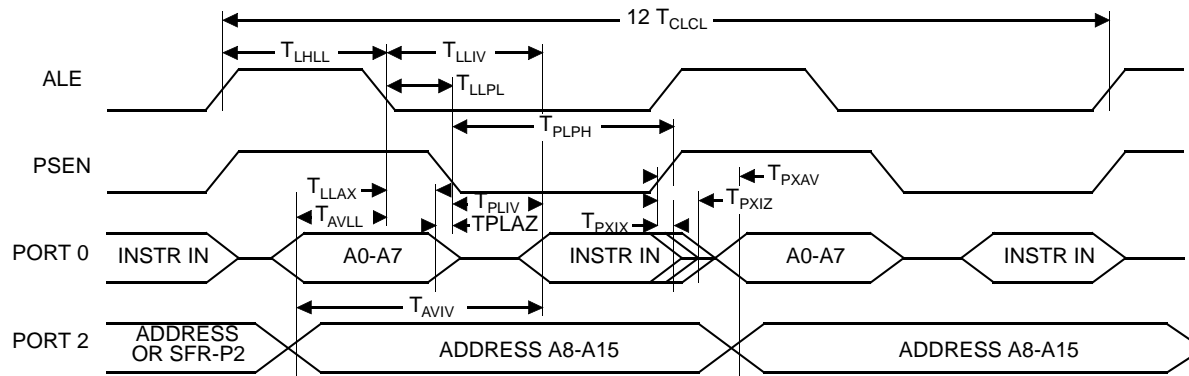 12 TCLCL
TLHLL
TLLIV
ALE
TLLPL
TPLPH
PSEN
TLLAX
TPXAV
TPLIV
TPXIZ
TAVLL
TPLAZ
TPXIX
PORT 0
INSTR IN
A0-A7
INSTR IN
A0-A7
INSTR IN
TAVIV
PORT 2
ADDRESS
OR SFR-P2
ADDRESS A8-A15
ADDRESS A8-A15